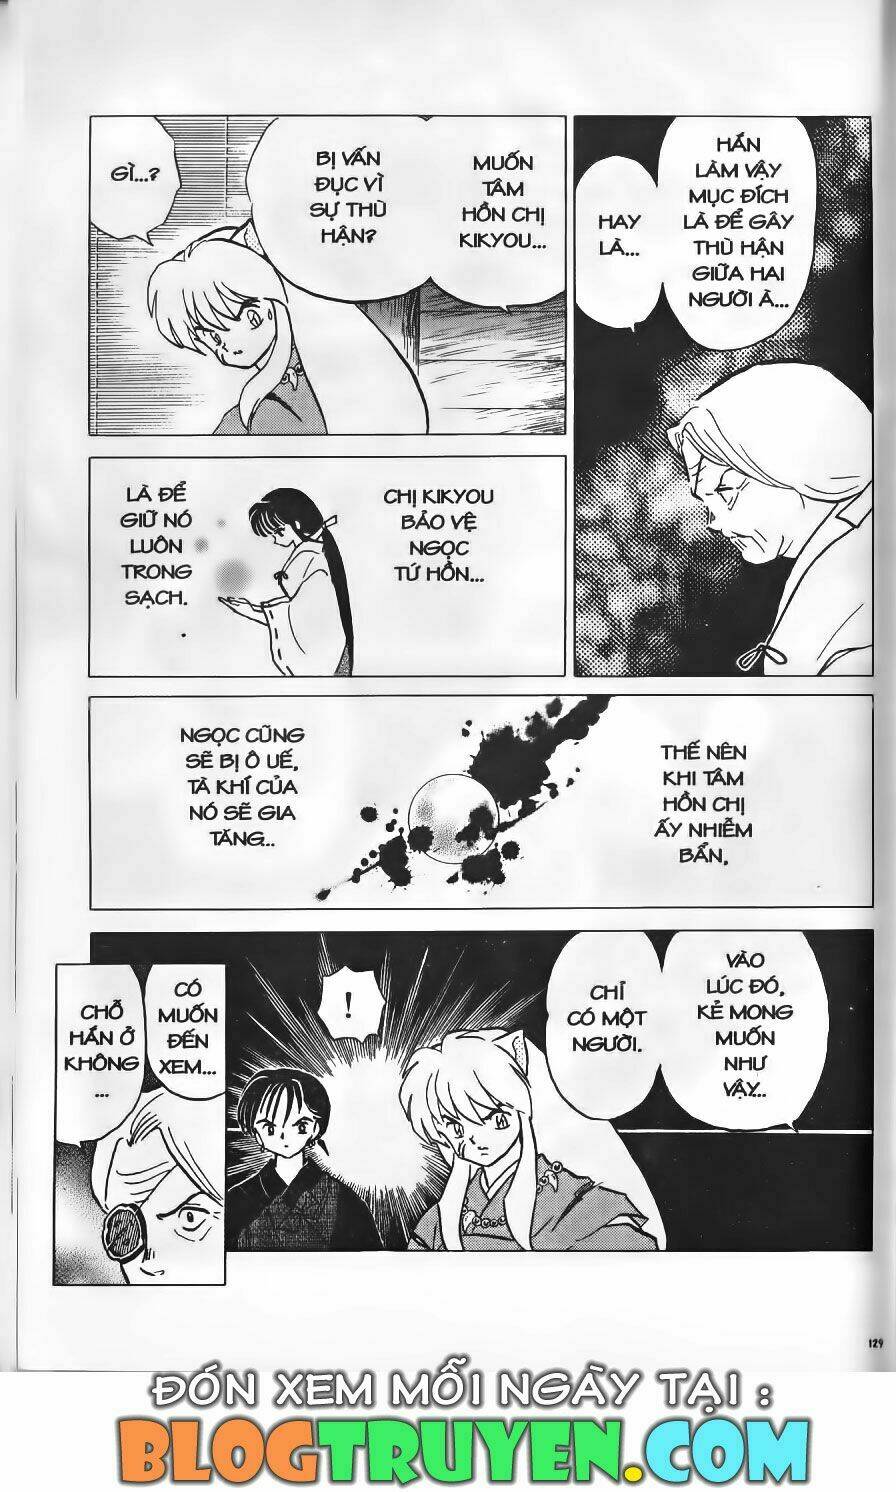 HẮN
LÀM VẬY
MỤC ĐÍCH
LÀ ĐỂ GÂY
THÙ HẬN
GIỮA HAI
NGƯỜI À...
HAY
LÀ...
MUỐN
TÂM
HỒN CHỊ
KIKYOU...
BỊ VẤN
ĐỤC VÌ
SỰ THÙ
HẬN?
GÌ...?
CHỊ KIKYOU
BẢO VỆ
NGỌC
TỨ HỒN...
LÀ ĐỂ
GIỮ NÓ
LUÔN
TRONG
SẠCH.
THẾ NÊN
KHI TÂM
HỒN CHỊ
ẤY NHIỄM
BẨN,
NGỌC CŨNG
SẼ BỊ Ô UẾ,
TÀ KHÍ CỦA
NÓ SẼ GIA
TĂNG...
VÀO
LÚC ĐÓ,
KẺ MONG
MUỐN
NHƯ
VẬY...
CHỈ
CÓ MỘT
NGƯỜI.
!
CÓ
MUỐN
ĐẾN
XEM...
CHỖ
HẮN Ở
KHÔNG
...
129
ĐÓN XEM MỖI NGÀY TẠI :
BLOGTRUYEN.COM